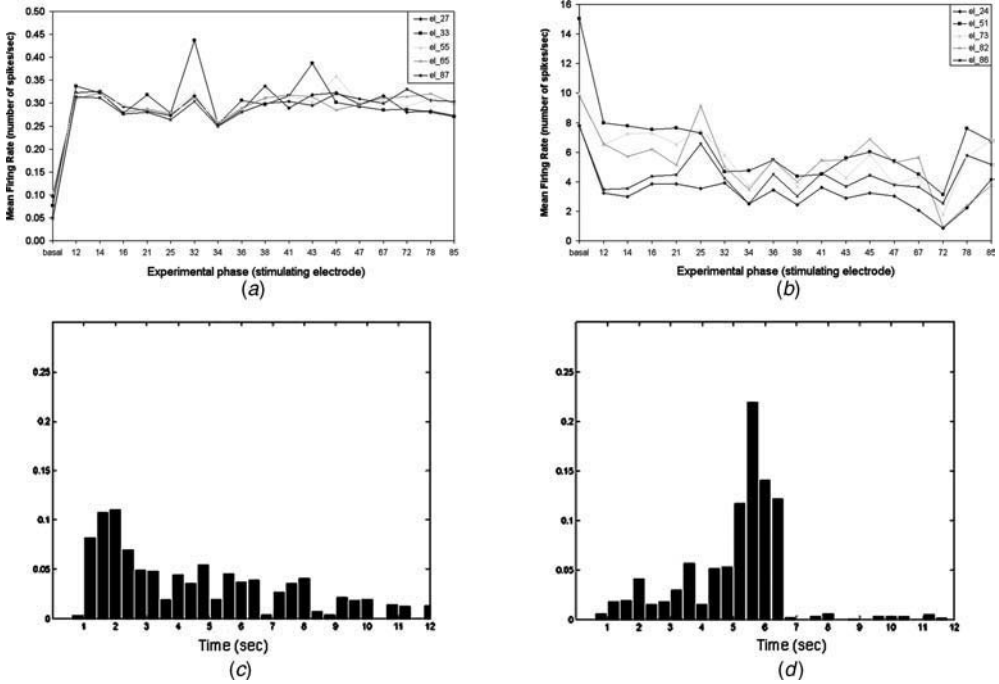 0.50
0.45
0.40
0.35
0.30
0.25
0.20
0.15
0.10
0.05
0.00
Mean Firing Rate (number of spikes/sec)
el_27
el_33
el_55
el_65
el_87
basal 12 14 16 21 25 32 34 36 38 41 43 45 47 67 72 78 85
Experimental phase (stimulating electrode)
(a)
16
14
12
10
8
6
4
2
0
Mean Firing Rate (number of spikes/sec)
el_24
el_51
el_73
el_82
el_86
basal 12 14 16 21 25 32 34 36 38 41 43 45 47 67 72 78 85
Experimental phase (stimulating electrode)
(b)
0.25
0.2
0.15
0.1
0.05
0
1 2 3 4 5 6 7 8 9 10 11 12
Time (sec)
(c)
0.25
0.2
0.15
0.1
0.05
0
1 2 3 4 5 6 7 8 9 10 11 12
Time (sec)
(d)